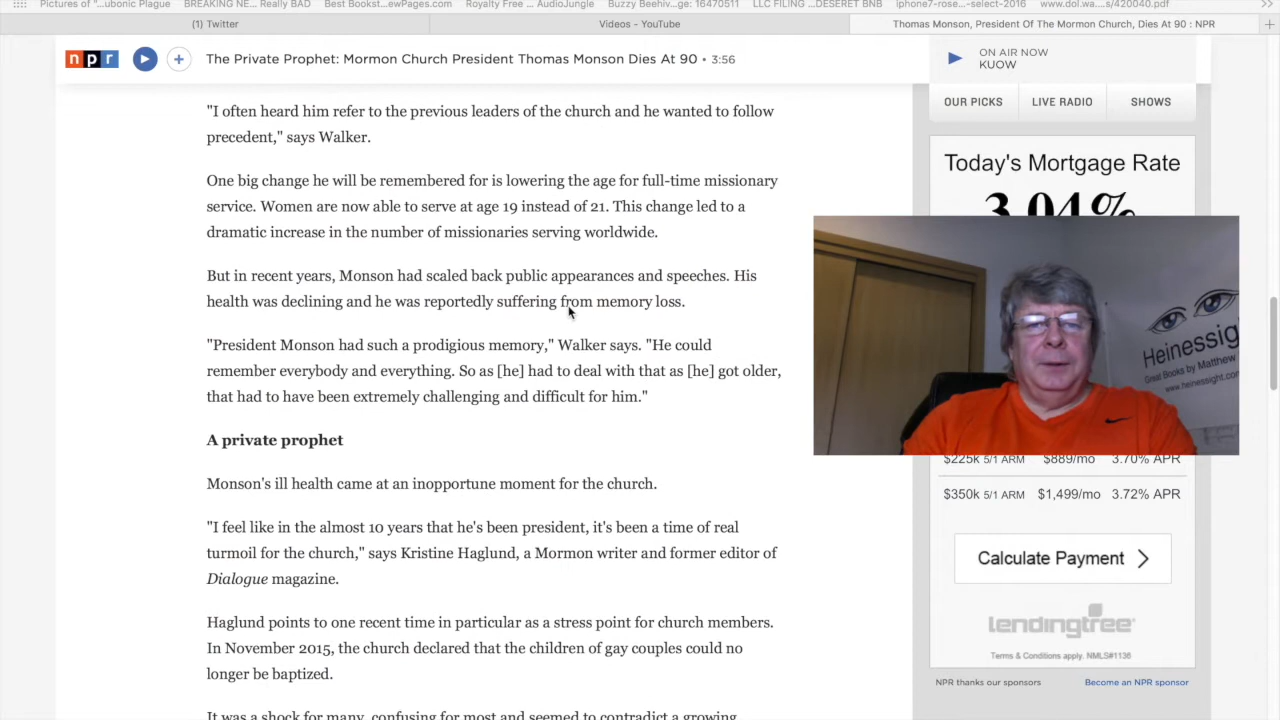 Pictures of "...ubonic Plague
BREAKING NE... Really BAD
Best Bookst...ewPages.com
Royalty Free ... AudioJungle
Buzzy Beehiv...ge: 16470511
LLC FILING ... DESERET BNB
iphone7-rose...-select-2016
www.dol.wa....s/420040.pdf
(1) Twitter
Videos - YouTube
Thomas Monson, President Of The Mormon Church, Dies At 90 : NPR
npr
The Private Prophet: Mormon Church President Thomas Monson Dies At 90 • 3:56
"I often heard him refer to the previous leaders of the church and he wanted to follow
precedent," says Walker.
One big change he will be remembered for is lowering the age for full-time missionary
service. Women are now able to serve at age 19 instead of 21. This change led to a
dramatic increase in the number of missionaries serving worldwide.
But in recent years, Monson had scaled back public appearances and speeches. His
health was declining and he was reportedly suffering from memory loss.
"President Monson had such a prodigious memory," Walker says. "He could
remember everybody and everything. So as [he] had to deal with that as [he] got older,
that had to have been extremely challenging and difficult for him."
A private prophet
Monson's ill health came at an inopportune moment for the church.
"I feel like in the almost 10 years that he's been president, it's been a time of real
turmoil for the church," says Kristine Haglund, a Mormon writer and former editor of
Dialogue magazine.
Haglund points to one recent time in particular as a stress point for church members.
In November 2015, the church declared that the children of gay couples could no
longer be baptized.
It was a shock for many, confusing for most and seemed to contradict a growing
ON AIR NOW
KUOW
OUR PICKS
LIVE RADIO
SHOWS
Today's Mortgage Rate
3.04%
Heinessight
Great Books by Matthew
www.heinessight.com
$225k 5/1 ARM $889/mo 3.70% APR
$350k 5/1 ARM $1,499/mo 3.72% APR
Calculate Payment
lendingtree
Terms & Conditions apply. NMLS#1136
NPR thanks our sponsors
Become an NPR sponsor